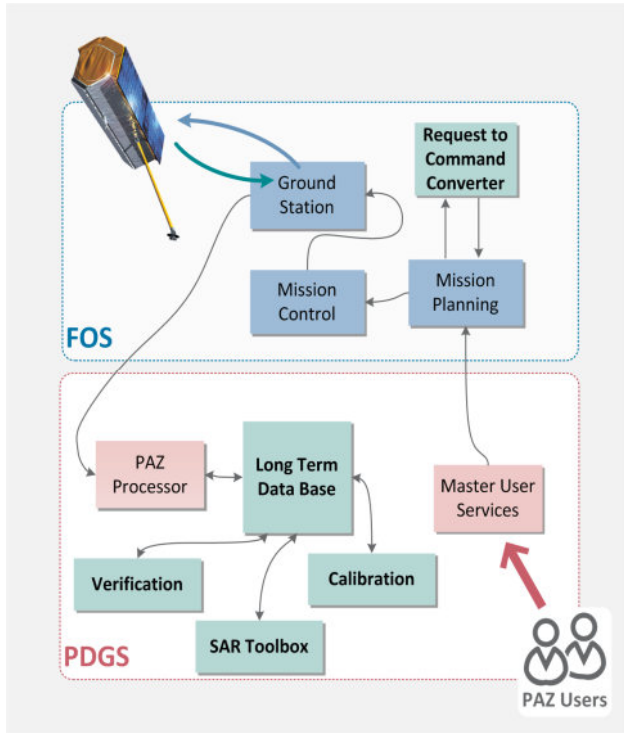 Request to
Command
Converter
Ground
Station
Mission
Control
Mission
Planning
FOS
PAZ
Processor
Long Term
Data Base
Master User
Services
Verification
Calibration
SAR Toolbox
PDGS
PAZ Users